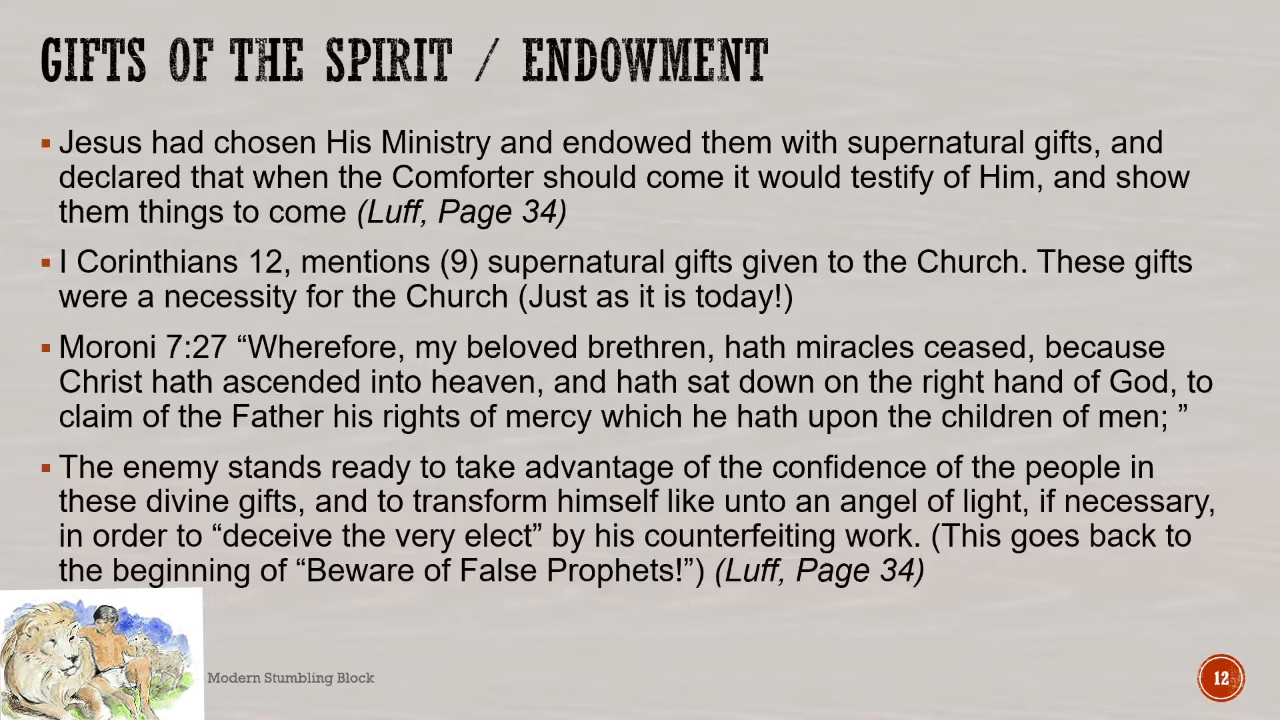 GIFTS OF THE SPIRIT / ENDOWMENT
▪ Jesus had chosen His Ministry and endowed them with supernatural gifts, and
declared that when the Comforter should come it would testify of Him, and show
them things to come (Luff, Page 34)
▪ I Corinthians 12, mentions (9) supernatural gifts given to the Church. These gifts
were a necessity for the Church (Just as it is today!)
▪ Moroni 7:27 “Wherefore, my beloved brethren, hath miracles ceased, because
Christ hath ascended into heaven, and hath sat down on the right hand of God, to
claim of the Father his rights of mercy which he hath upon the children of men; ”
▪ The enemy stands ready to take advantage of the confidence of the people in
these divine gifts, and to transform himself like unto an angel of light, if necessary,
in order to “deceive the very elect” by his counterfeiting work. (This goes back to
the beginning of “Beware of False Prophets!”) (Luff, Page 34)
Modern Stumbling Block
12